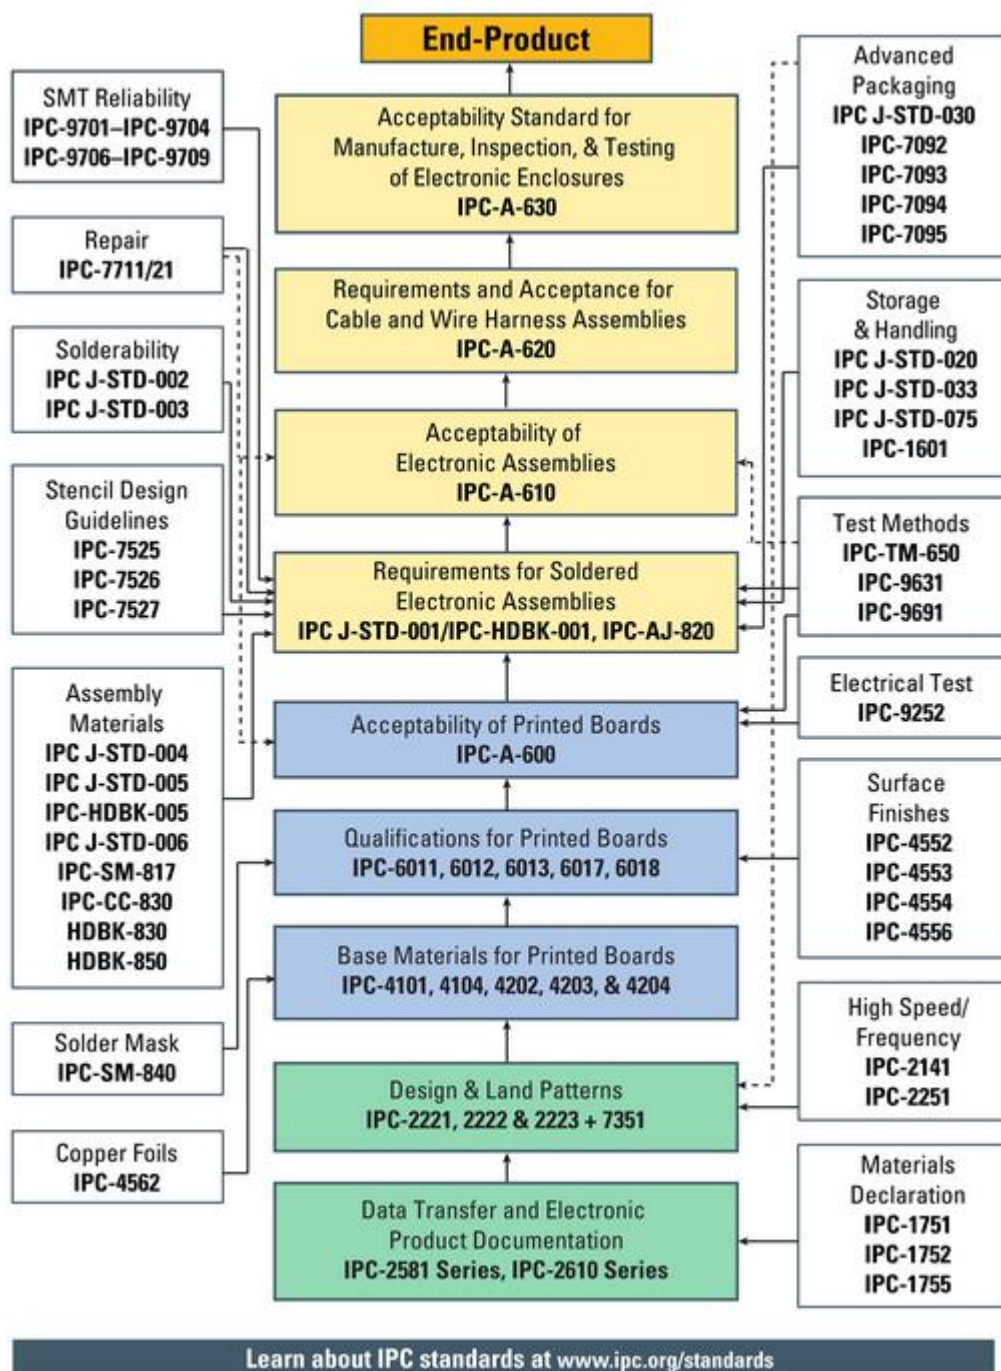 End-Product
SMT Reliability
IPC-9701–IPC-9704
IPC-9706–IPC-9709
Repair
IPC-7711/21
Solderability
IPC J-STD-002
IPC J-STD-003
Stencil Design
Guidelines
IPC-7525
IPC-7526
IPC-7527
Assembly
Materials
IPC J-STD-004
IPC J-STD-005
IPC-HDBK-005
IPC J-STD-006
IPC-SM-817
IPC-CC-830
HDBK-830
HDBK-850
Solder Mask
IPC-SM-840
Copper Foils
IPC-4562
Acceptability Standard for
Manufacture, Inspection, & Testing
of Electronic Enclosures
IPC-A-630
Requirements and Acceptance for
Cable and Wire Harness Assemblies
IPC-A-620
Acceptability of
Electronic Assemblies
IPC-A-610
Requirements for Soldered
Electronic Assemblies
IPC J-STD-001/IPC-HDBK-001, IPC-AJ-820
Acceptability of Printed Boards
IPC-A-600
Qualifications for Printed Boards
IPC-6011, 6012, 6013, 6017, 6018
Base Materials for Printed Boards
IPC-4101, 4104, 4202, 4203, & 4204
Design & Land Patterns
IPC-2221, 2222 & 2223 + 7351
Data Transfer and Electronic
Product Documentation
IPC-2581 Series, IPC-2610 Series
Advanced
Packaging
IPC J-STD-030
IPC-7092
IPC-7093
IPC-7094
IPC-7095
Storage
& Handling
IPC J-STD-020
IPC J-STD-033
IPC J-STD-075
IPC-1601
Test Methods
IPC-TM-650
IPC-9631
IPC-9691
Electrical Test
IPC-9252
Surface
Finishes
IPC-4552
IPC-4553
IPC-4554
IPC-4556
High Speed/
Frequency
IPC-2141
IPC-2251
Materials
Declaration
IPC-1751
IPC-1752
IPC-1755
Learn about IPC standards at www.ipc.org/standards